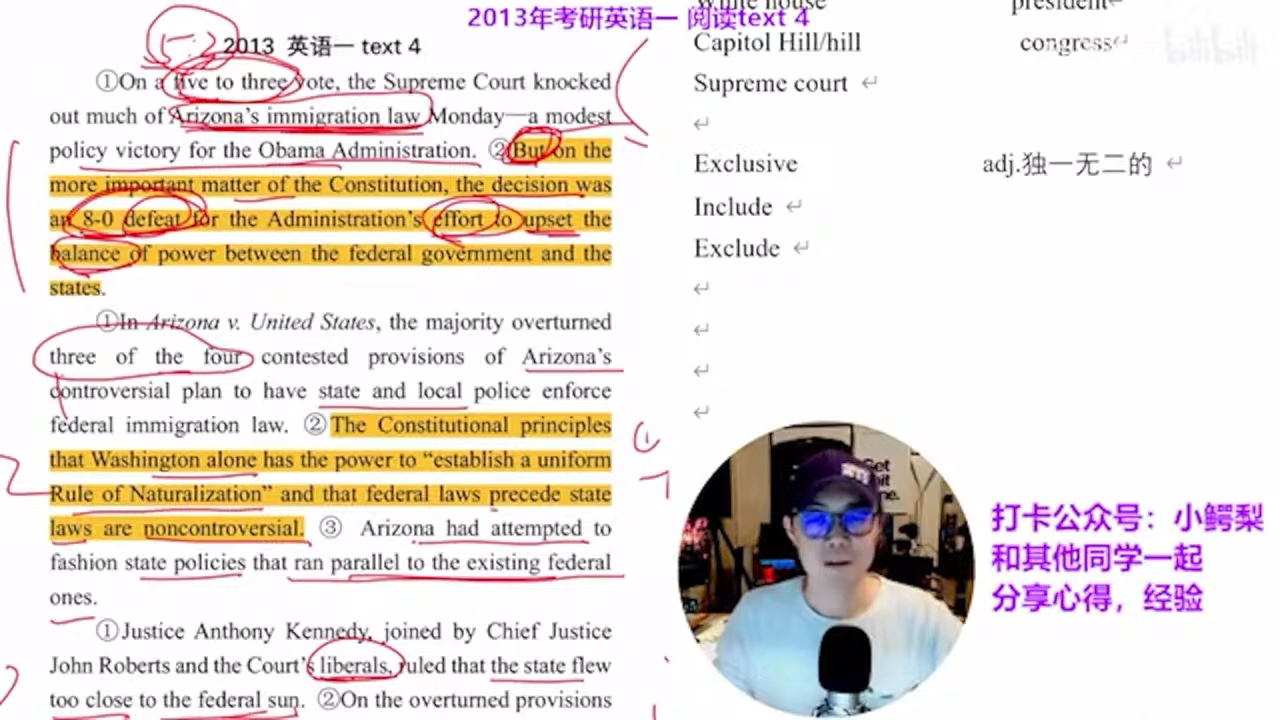 2013年考研英语一 阅读text 4
2013 英语一 text 4
①On a five to three vote, the Supreme Court knocked
out much of Arizona's immigration law Monday—a modest
policy victory for the Obama Administration. ②But on the
more important matter of the Constitution, the decision was
an 8-0 defeat for the Administration's effort to upset the
balance of power between the federal government and the
states.
①In Arizona v. United States, the majority overturned
three of the four contested provisions of Arizona's
controversial plan to have state and local police enforce
federal immigration law. ②The Constitutional principles
that Washington alone has the power to “establish a uniform
Rule of Naturalization” and that federal laws precede state
laws are noncontroversial. ③ Arizona had attempted to
fashion state policies that ran parallel to the existing federal
ones.
①Justice Anthony Kennedy, joined by Chief Justice
John Roberts and the Court's liberals, ruled that the state flew
too close to the federal sun. ②On the overturned provisions
White house president
Capitol Hill/hill congress
Supreme court
Exclusive adj.独一无二的
Include
Exclude
bilibili
打卡公众号：小鳄梨
和其他同学一起
分享心得，经验